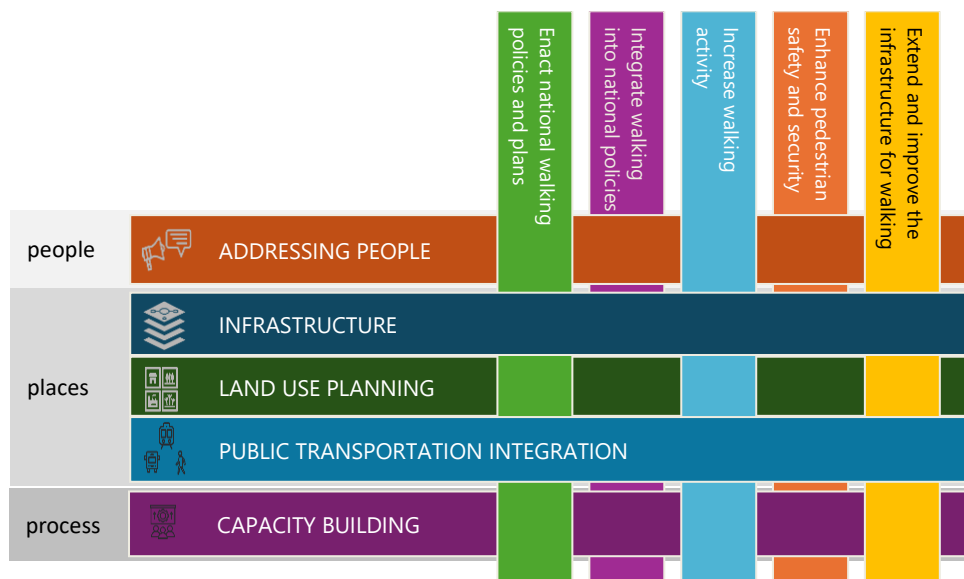 Enact national walking
policies and plans
Integrate walking
into national policies
Increase walking
activity
Enhance pedestrian
safety and security
Extend and improve the
infrastructure for walking
people
ADDRESSING PEOPLE
places
INFRASTRUCTURE
LAND USE PLANNING
PUBLIC TRANSPORTATION INTEGRATION
process
CAPACITY BUILDING